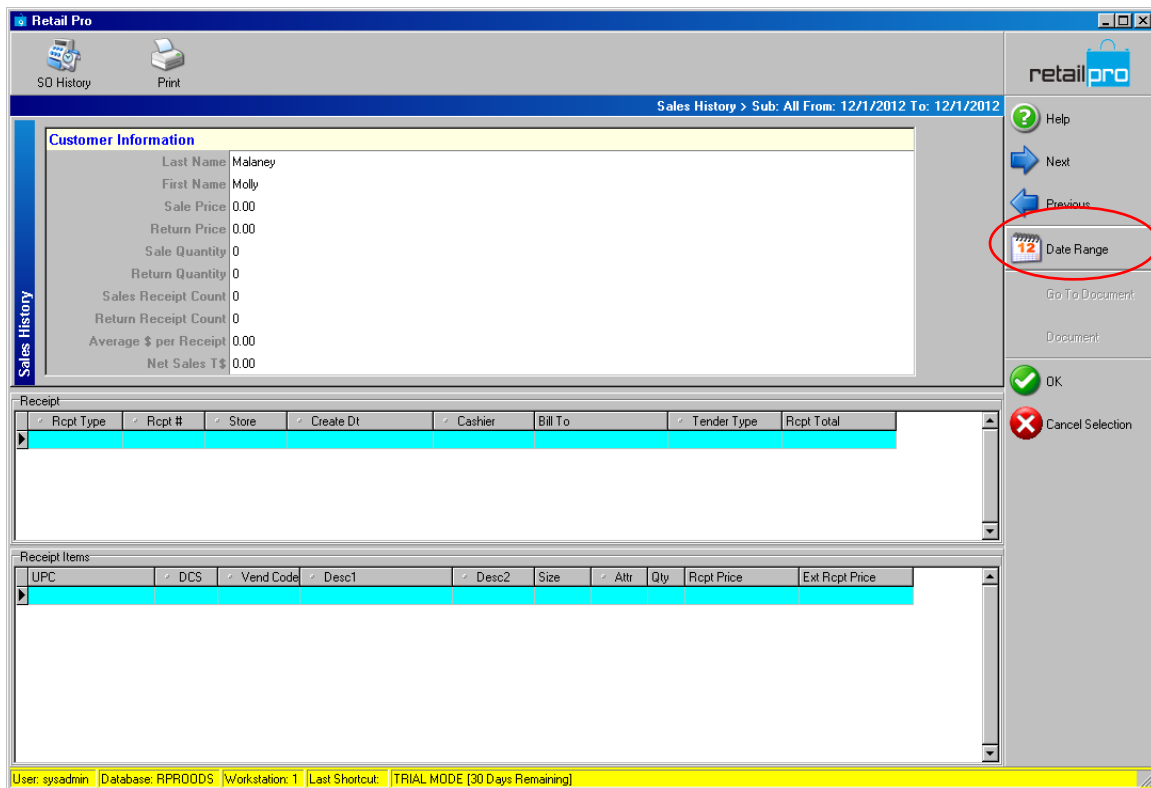 Retail Pro
SO History
Print
retail pro
Sales History > Sub: All From: 12/1/2012 To: 12/1/2012
Sales History
Customer Information
Last Name Malaney
First Name Molly
Sale Price 0.00
Return Price 0.00
Sale Quantity 0
Return Quantity 0
Sales Receipt Count 0
Return Receipt Count 0
Average $ per Receipt 0.00
Net Sales T$ 0.00
Help
Next
Previous
12 Date Range
Go To Document
Document
OK
Cancel Selection
Receipt
Rcpt Type Rcpt # Store Create Dt Cashier Bill To Tender Type Rcpt Total
Receipt Items
UPC DCS Vend Code Desc1 Desc2 Size Attr Qty Rcpt Price Ext Rcpt Price
User: sysadmin Database: RPROODS Workstation: 1 Last Shortcut: TRIAL MODE [30 Days Remaining]